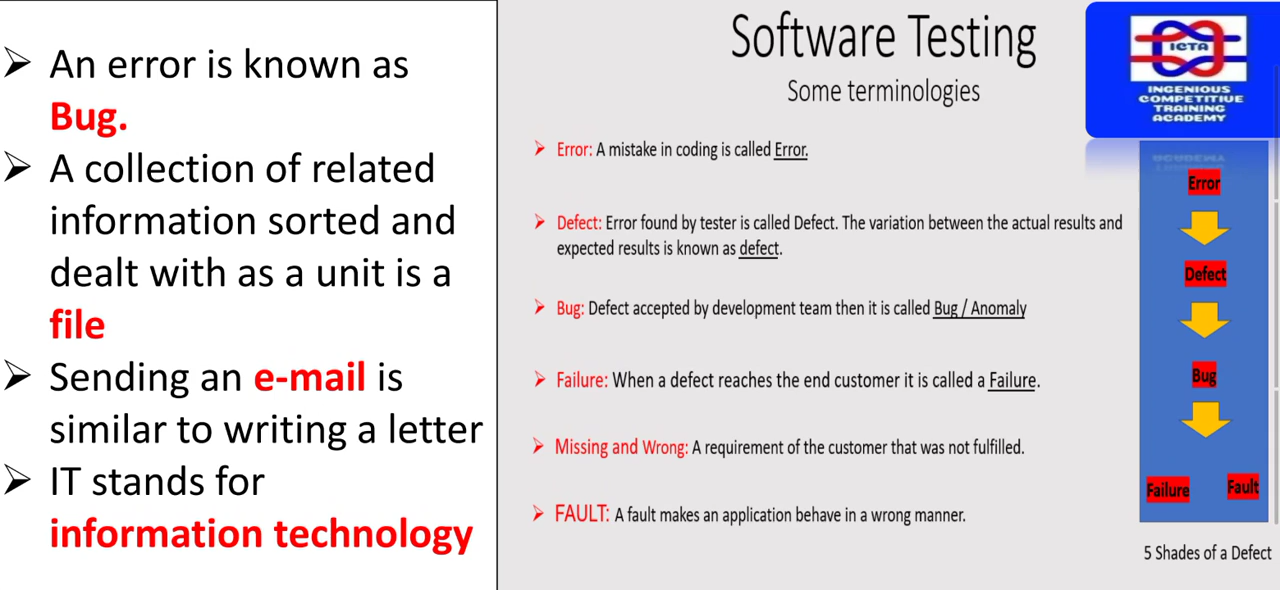 ➢ An error is known as
Bug.
➢ A collection of related
information sorted and
dealt with as a unit is a
file
➢ Sending an e-mail is
similar to writing a letter
➢ IT stands for
information technology
Software Testing
Some terminologies
➢ Error: A mistake in coding is called Error.
➢ Defect: Error found by tester is called Defect. The variation between the actual results and
expected results is known as defect.
➢ Bug: Defect accepted by development team then it is called Bug / Anomaly
➢ Failure: When a defect reaches the end customer it is called a Failure.
➢ Missing and Wrong: A requirement of the customer that was not fulfilled.
➢ FAULT: A fault makes an application behave in a wrong manner.
ICTA
INGENIOUS
COMPETITIVE
TRAINING
ACADEMY
Error
Defect
Bug
Failure
Fault
5 Shades of a Defect